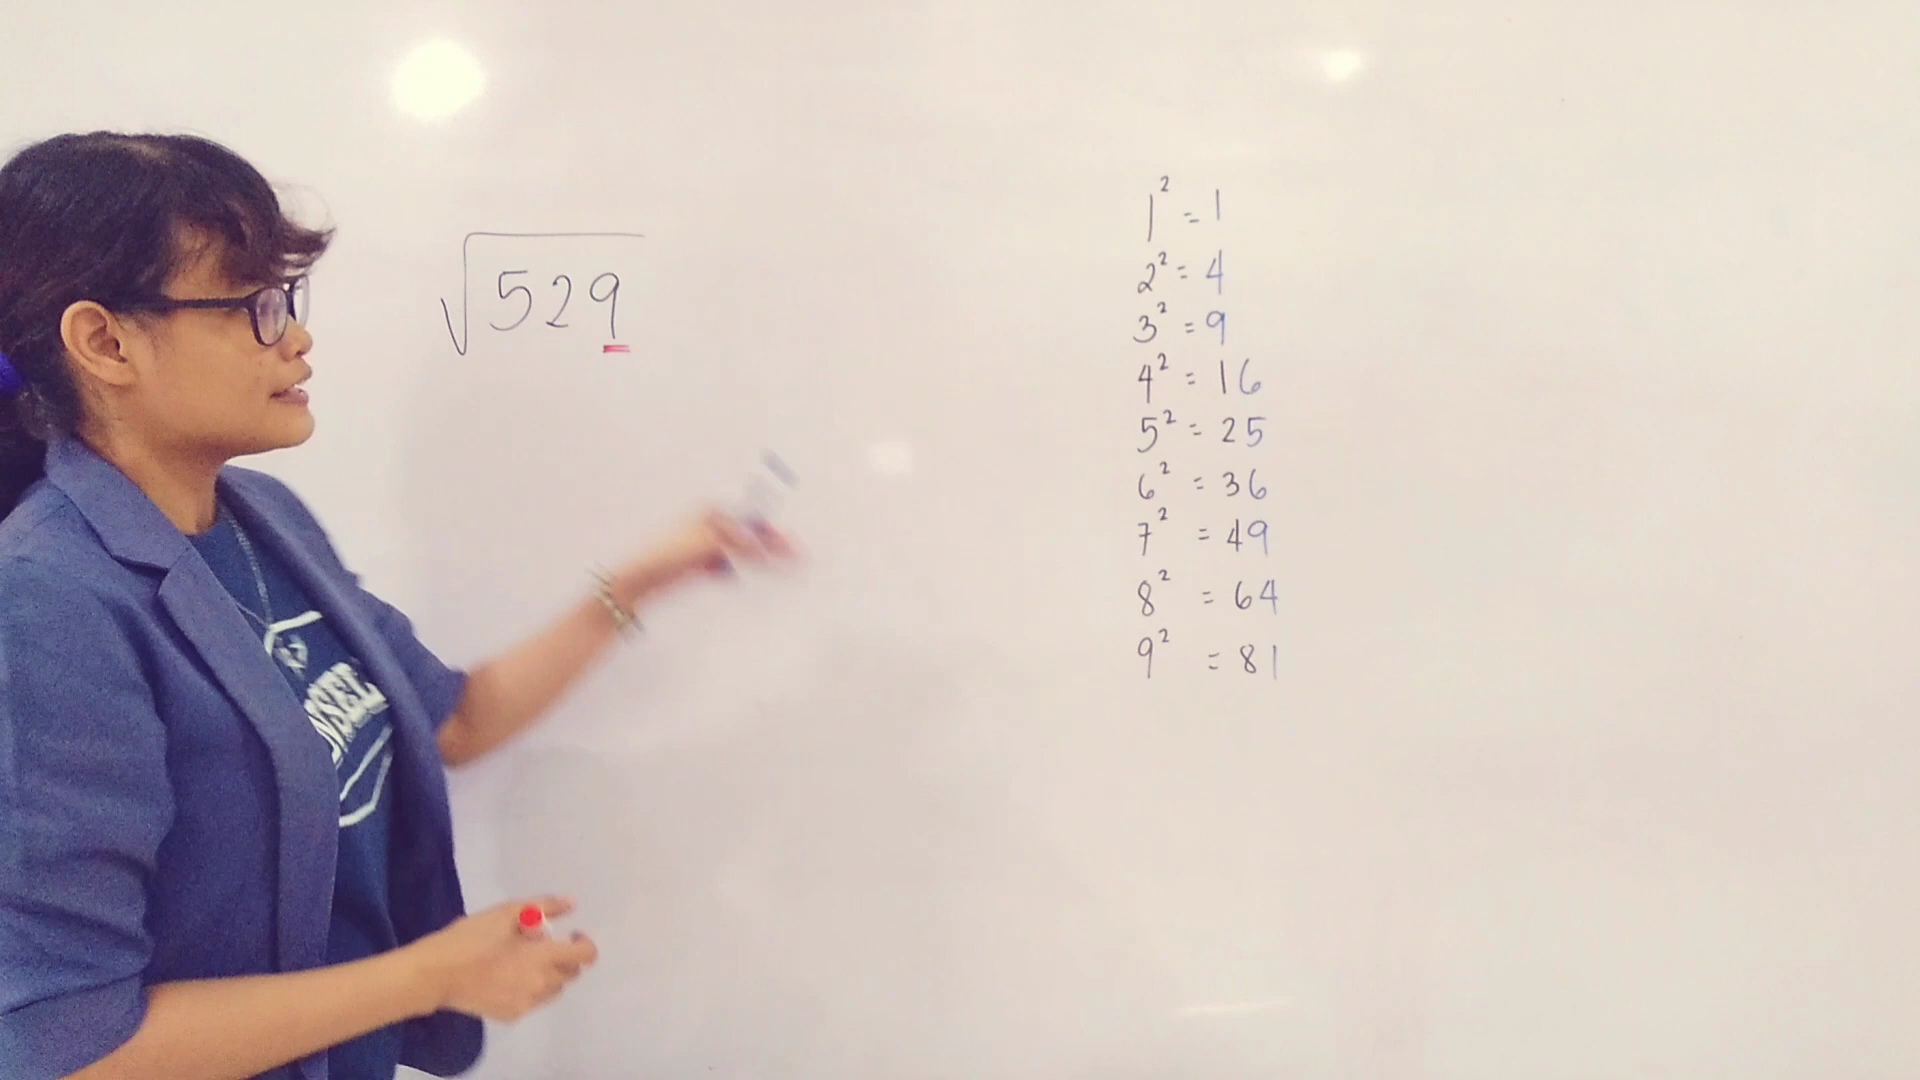 √529
1² = 1
2² = 4
3² = 9
4² = 16
5² = 25
6² = 36
7² = 49
8² = 64
9² = 81